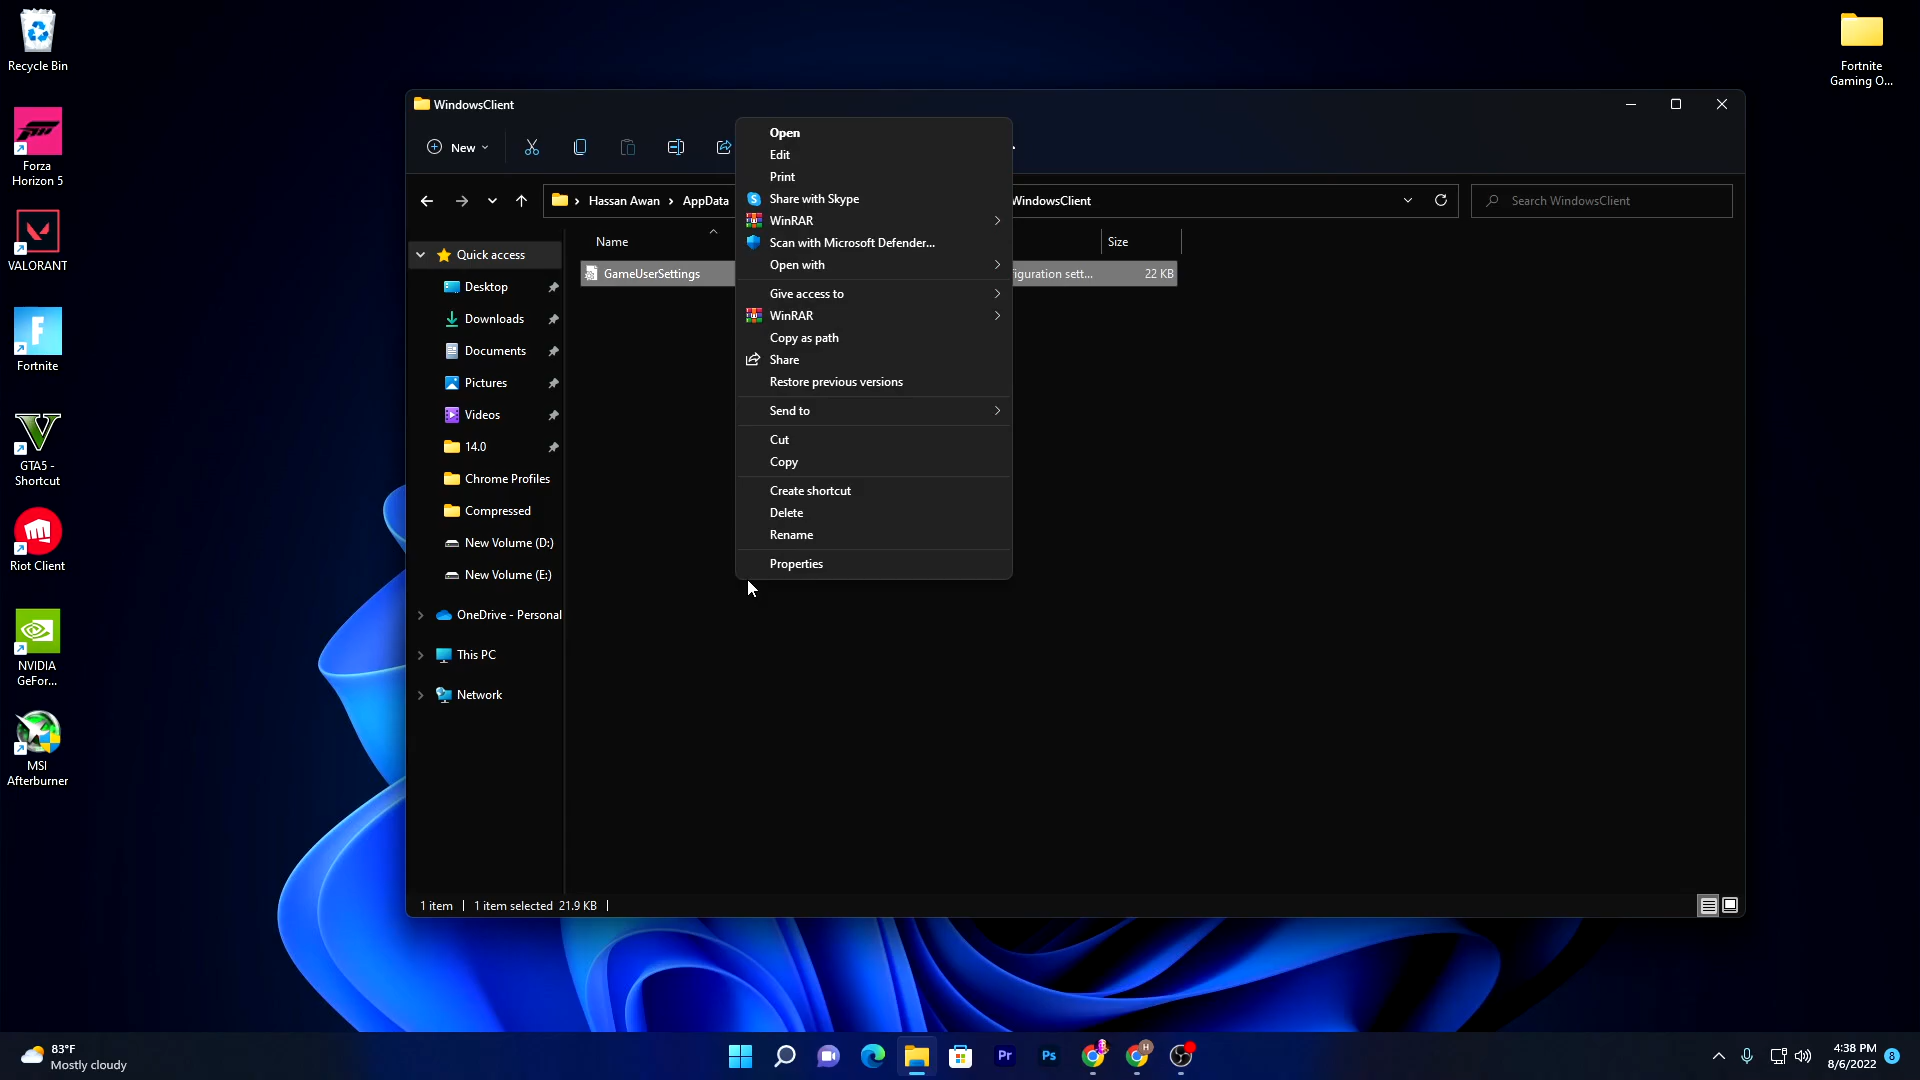 Recycle Bin
Forza
Horizon 5
VALORANT
Fortnite
GTA5 -
Shortcut
Riot Client
NVIDIA
GeFor...
MSI
Afterburner
Fortnite
Gaming O...
WindowsClient
New
Hassan Awan
AppData
WindowsClient
Search WindowsClient
Name
Size
GameUserSettings
iguration sett...
22 KB
Quick access
Desktop
Downloads
Documents
Pictures
Videos
14.0
Chrome Profiles
Compressed
New Volume (D:)
New Volume (E:)
OneDrive - Personal
This PC
Network
Open
Edit
Print
Share with Skype
WinRAR
Scan with Microsoft Defender...
Open with
Give access to
WinRAR
Copy as path
Share
Restore previous versions
Send to
Cut
Copy
Create shortcut
Delete
Rename
Properties
1 item
1 item selected 21.9 KB
83°F
Mostly cloudy
Pr
Ps
H
4:38 PM
8/6/2022
8